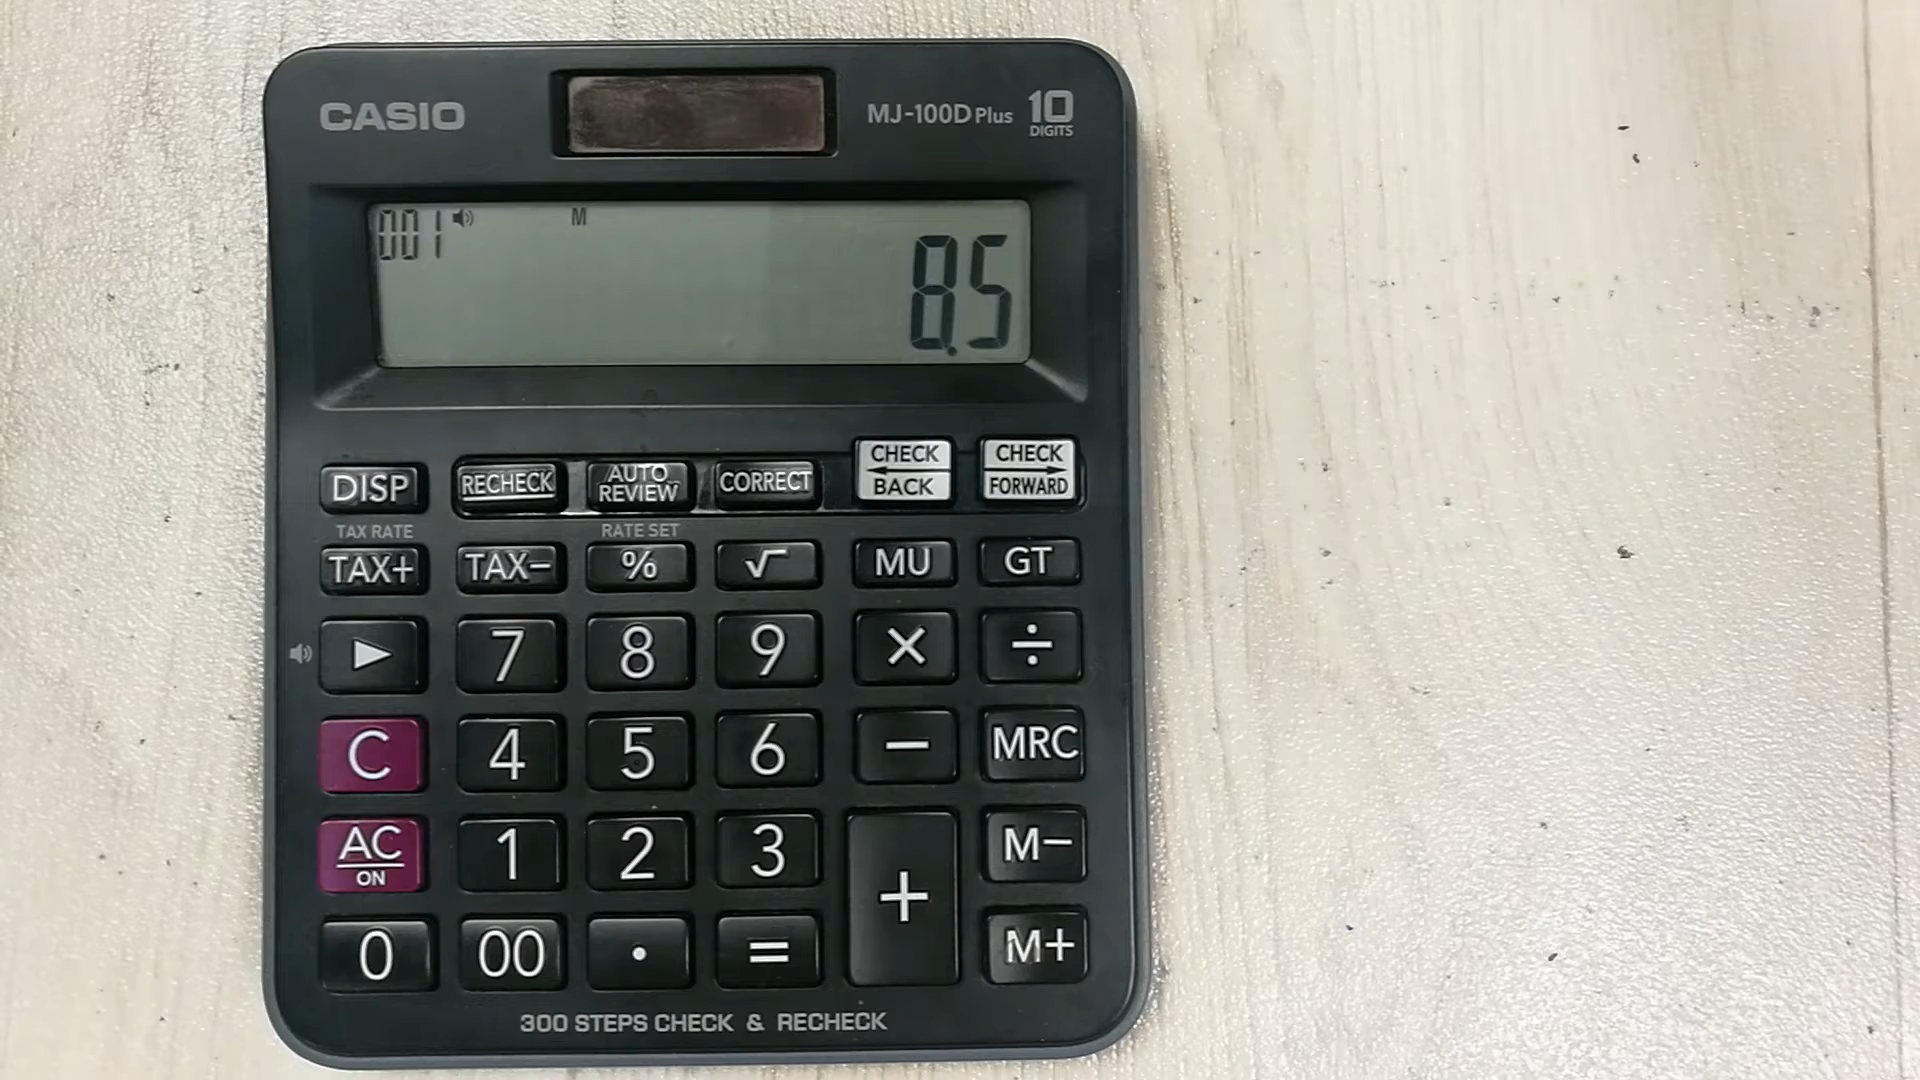 CASIO MJ-100D Plus 10 DIGITS
001 M
8.5
DISP RECHECK AUTO REVIEW CORRECT CHECK BACK CHECK FORWARD
TAX RATE RATE SET
TAX+ TAX− % √ MU GT
7 8 9 × ÷
C 4 5 6 − MRC
AC ON 1 2 3 + M−
0 00 · = M+
300 STEPS CHECK & RECHECK